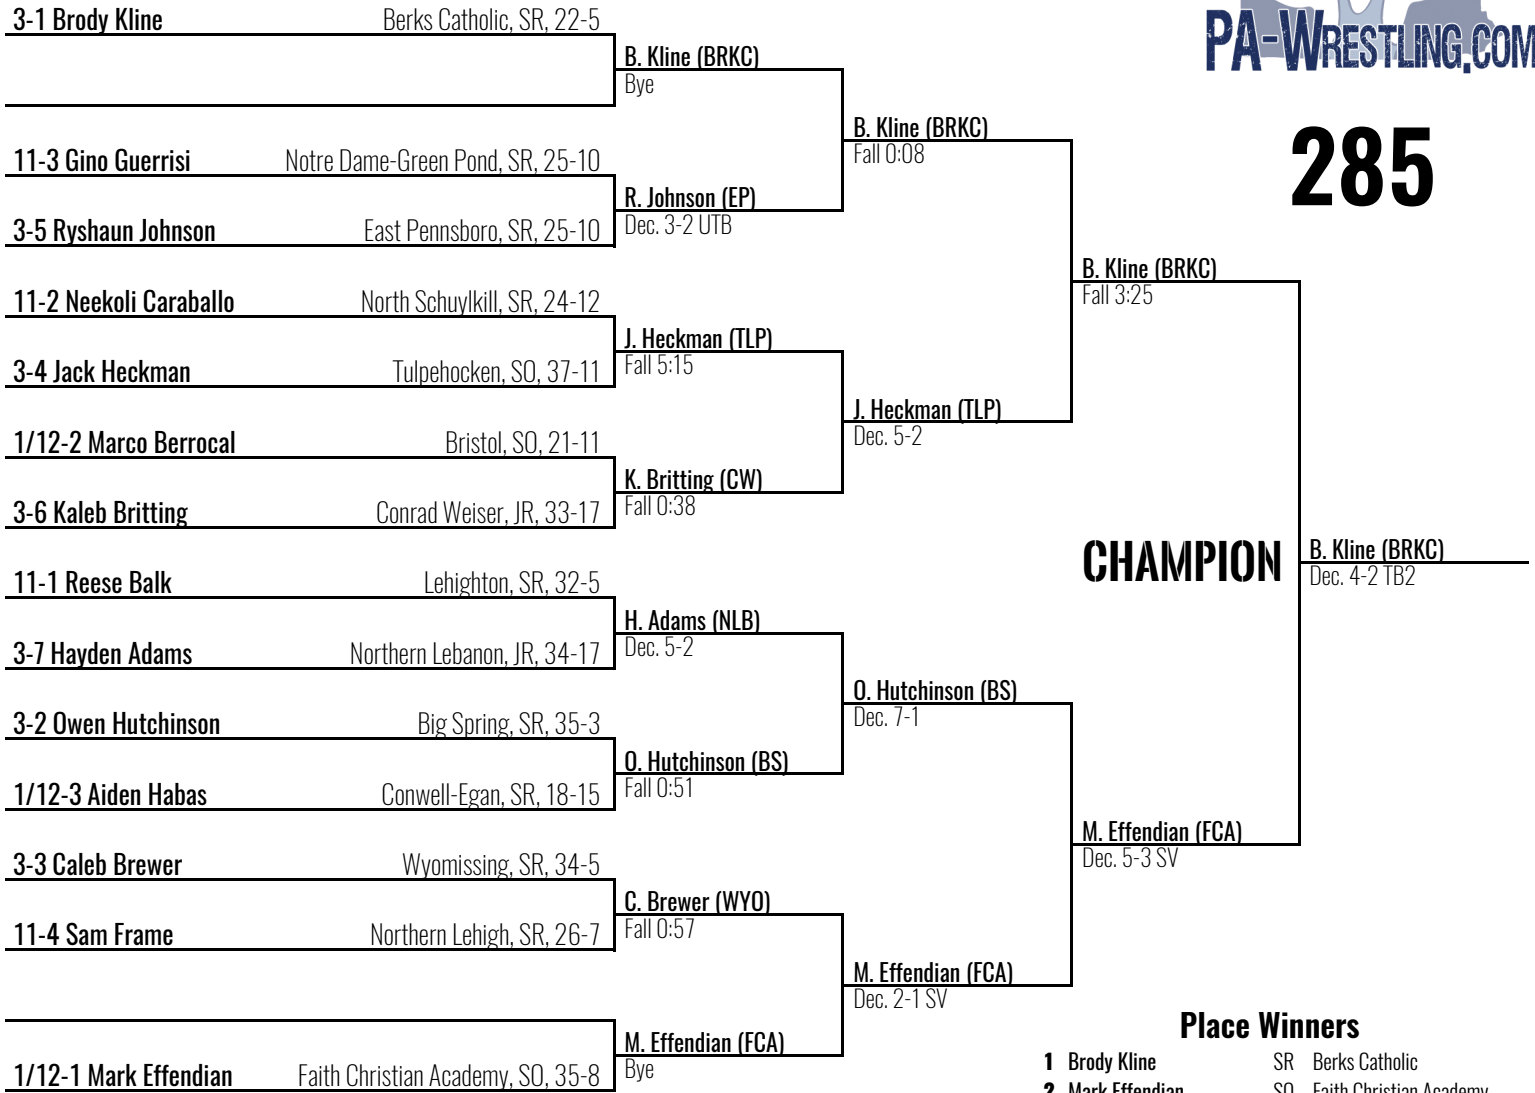 PA-WRESTLING.COM
285
3-1 Brody Kline Berks Catholic, SR, 22-5
B. Kline (BRKC)
Bye
11-3 Gino Guerrisi Notre Dame-Green Pond, SR, 25-10
3-5 Ryshaun Johnson East Pennsboro, SR, 25-10
R. Johnson (EP)
Dec. 3-2 UTB
B. Kline (BRKC)
Fall 0:08
11-2 Neekoli Caraballo North Schuylkill, SR, 24-12
3-4 Jack Heckman Tulpehocken, SO, 37-11
J. Heckman (TLP)
Fall 5:15
1/12-2 Marco Berrocal Bristol, SO, 21-11
3-6 Kaleb Britting Conrad Weiser, JR, 33-17
K. Britting (CW)
Fall 0:38
J. Heckman (TLP)
Dec. 5-2
B. Kline (BRKC)
Fall 3:25
11-1 Reese Balk Lehighton, SR, 32-5
3-7 Hayden Adams Northern Lebanon, JR, 34-17
H. Adams (NLB)
Dec. 5-2
3-2 Owen Hutchinson Big Spring, SR, 35-3
1/12-3 Aiden Habas Conwell-Egan, SR, 18-15
O. Hutchinson (BS)
Fall 0:51
O. Hutchinson (BS)
Dec. 7-1
3-3 Caleb Brewer Wyomissing, SR, 34-5
11-4 Sam Frame Northern Lehigh, SR, 26-7
C. Brewer (WYO)
Fall 0:57
1/12-1 Mark Effendian Faith Christian Academy, SO, 35-8
M. Effendian (FCA)
Bye
M. Effendian (FCA)
Dec. 2-1 SV
M. Effendian (FCA)
Dec. 5-3 SV
CHAMPION
B. Kline (BRKC)
Dec. 4-2 TB2
Place Winners
1 Brody Kline SR Berks Catholic
2 Mark Effendian SO Faith Christian Academy